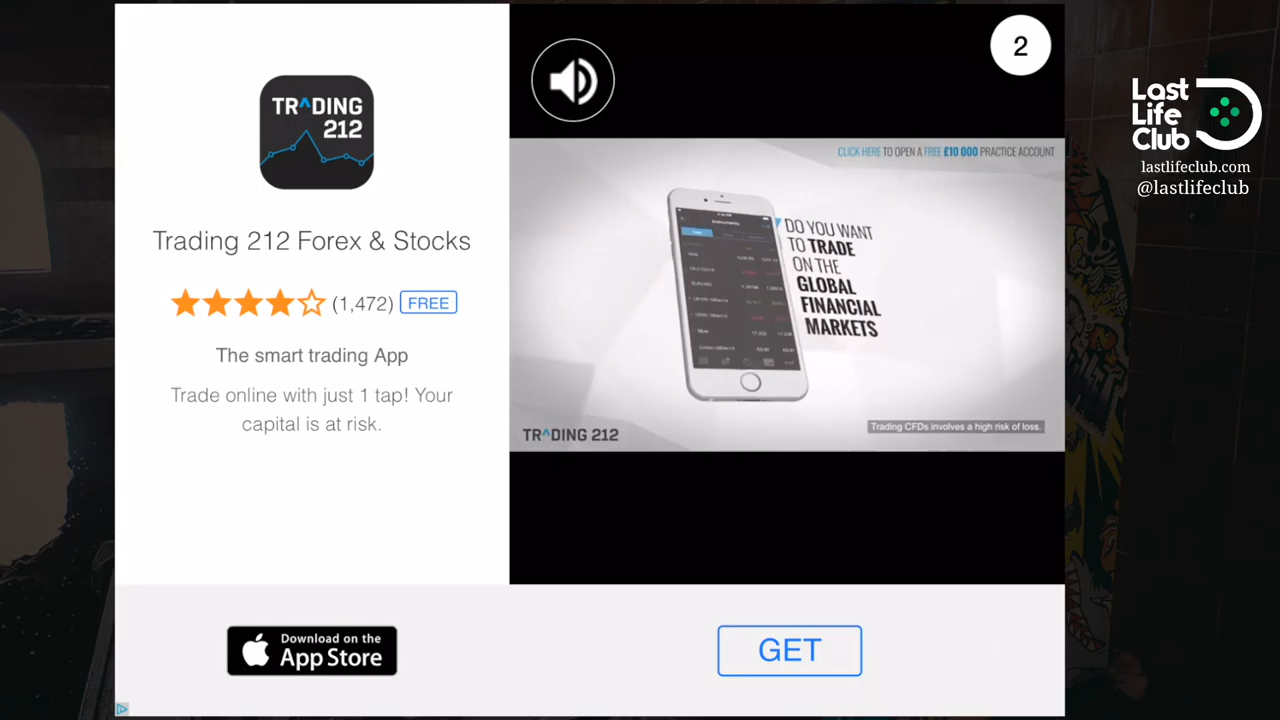 TRADING
212
Trading 212 Forex & Stocks
(1,472) FREE
The smart trading App
Trade online with just 1 tap! Your
capital is at risk.
2
CLICK HERE TO OPEN A FREE £10 000 PRACTICE ACCOUNT
DO YOU WANT
TO TRADE
ON THE
GLOBAL
FINANCIAL
MARKETS
TRADING 212
Trading CFDs involves a high risk of loss.
Download on the
App Store
GET
Last
Life
Club
lastlifeclub.com
@lastlifeclub